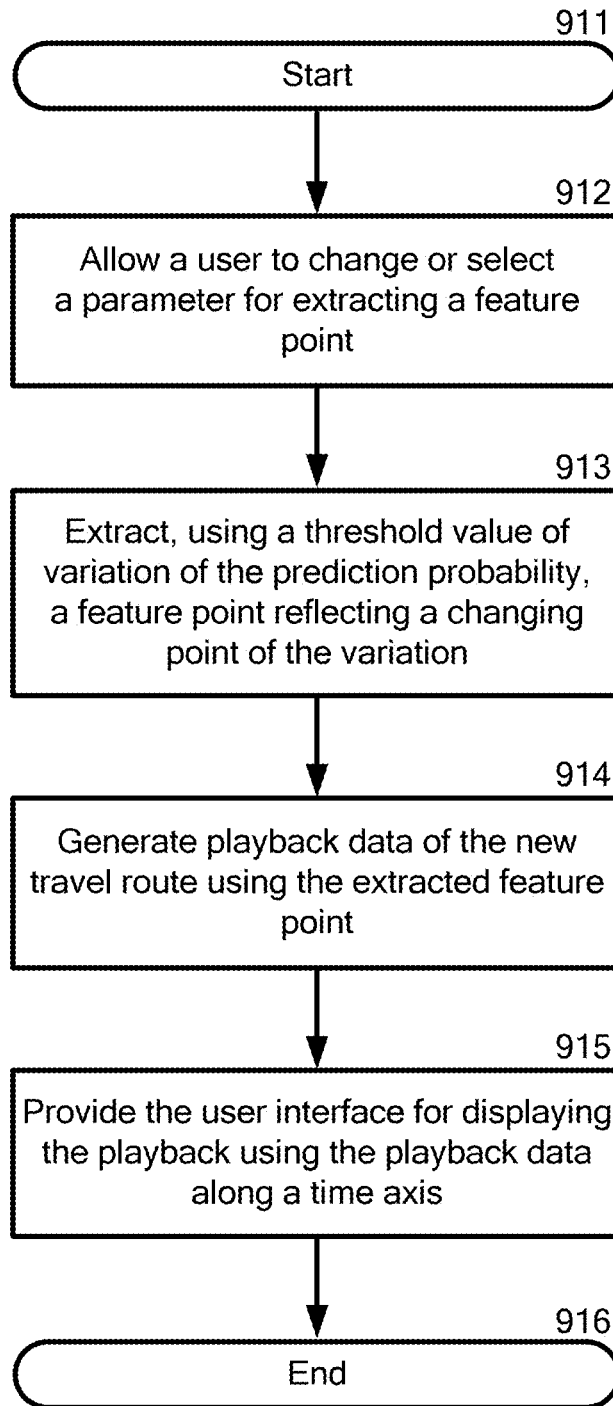 911
Start
912
Allow a user to change or select
a parameter for extracting a feature
point
913
Extract, using a threshold value of
variation of the prediction probability,
a feature point reflecting a changing
point of the variation
914
Generate playback data of the new
travel route using the extracted feature
point
915
Provide the user interface for displaying
the playback using the playback data
along a time axis
916
End